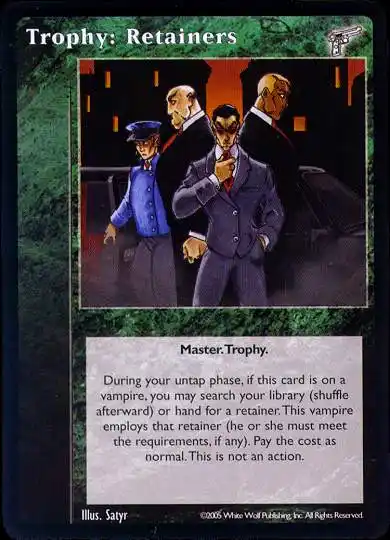 Trophy: Retainers
Master. Trophy.
During your untap phase, if this card is on a
vampire, you may search your library (shuffle
afterward) or hand for a retainer. This vampire
employs that retainer (he or she must meet
the requirements, if any). Pay the cost as
normal. This is not an action.
Illus. Satyr
©2005 White Wolf Publishing, Inc. All Rights Reserved.